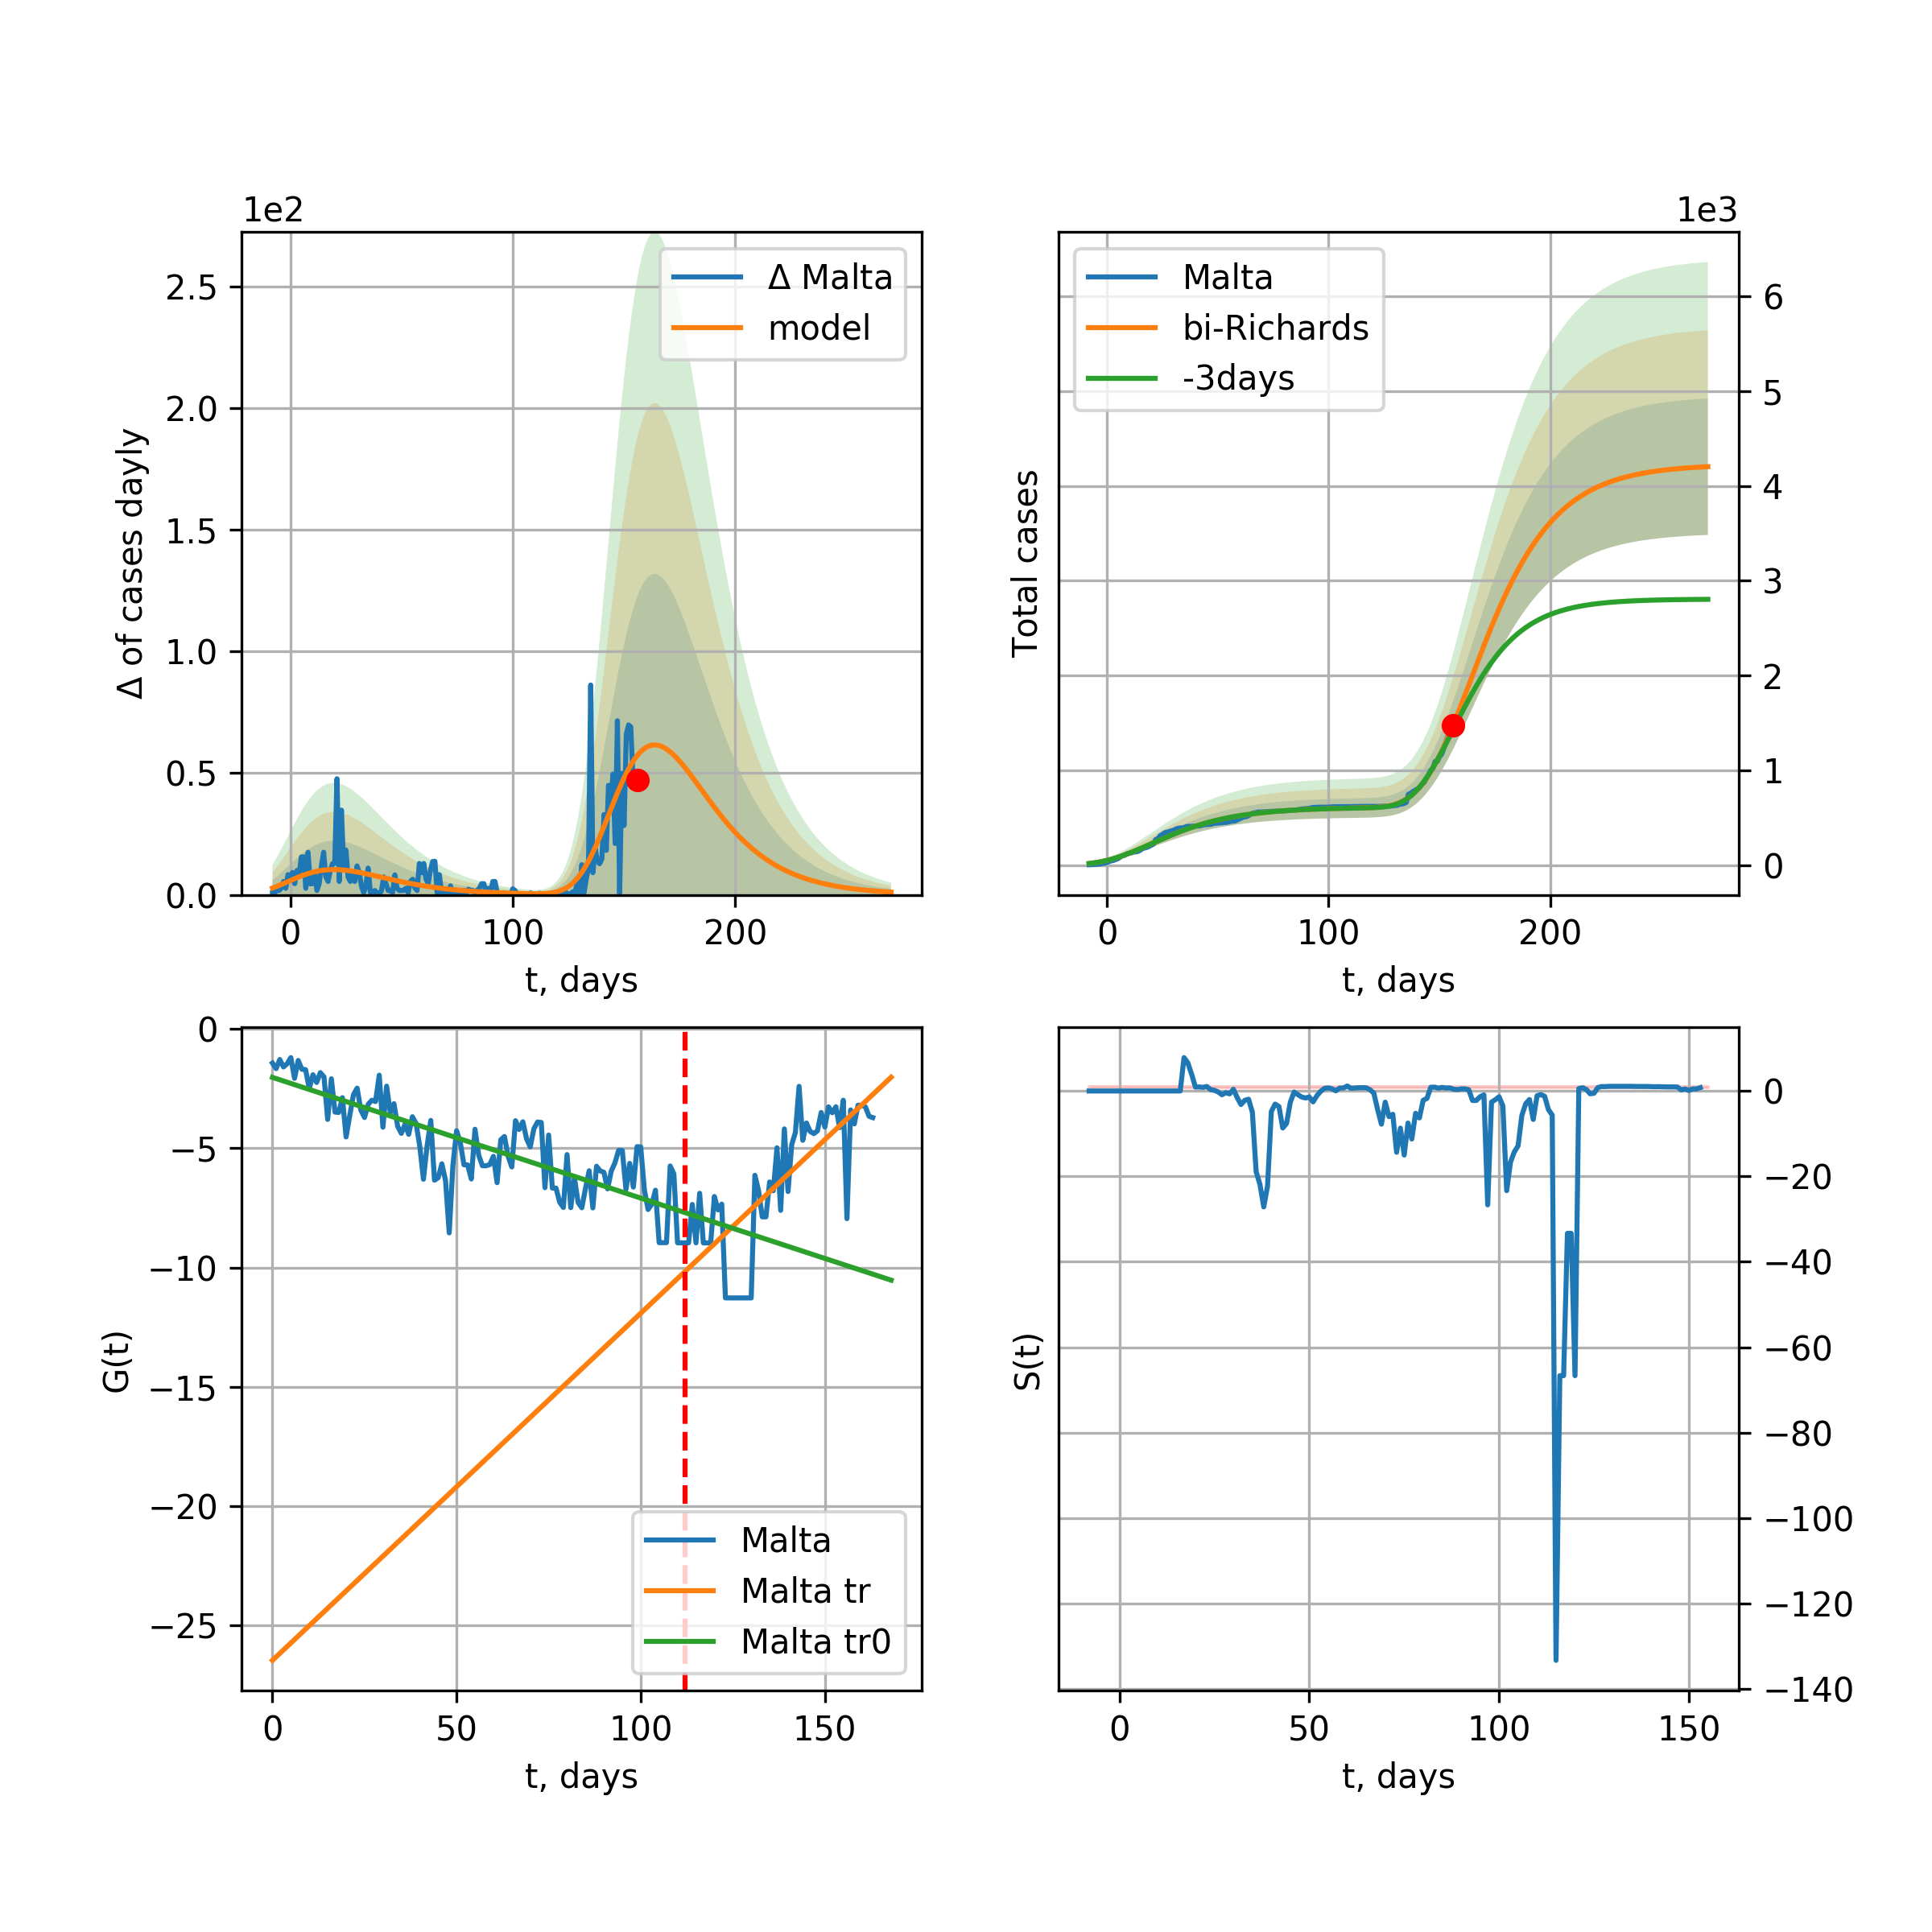 1e2
2.5
2.0
1.5
1.0
0.5
0.0
Δ of cases dayly
Δ Malta
model
0 100 200
t, days
1e3
Malta
bi-Richards
-3days
6
5
4
3
2
1
0
Total cases
0 100 200
t, days
0
−5
−10
−15
−20
−25
G(t)
Malta
Malta tr
Malta tr0
0 50 100 150
t, days
0
−20
−40
−60
−80
−100
−120
−140
S(t)
0 50 100 150
t, days